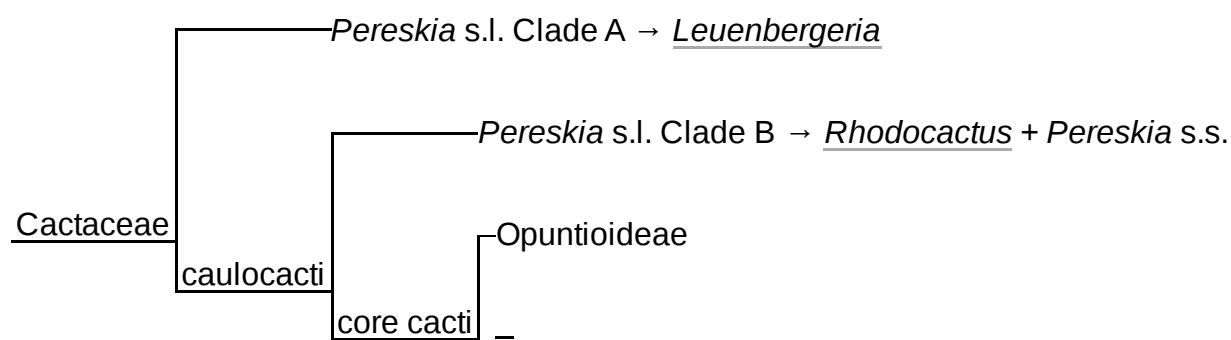 Pereskia s.l. Clade A → Leuenbergeria
Pereskia s.l. Clade B → Rhodocactus + Pereskia s.s.
Cactaceae
Opuntioideae
caulocacti
core cacti